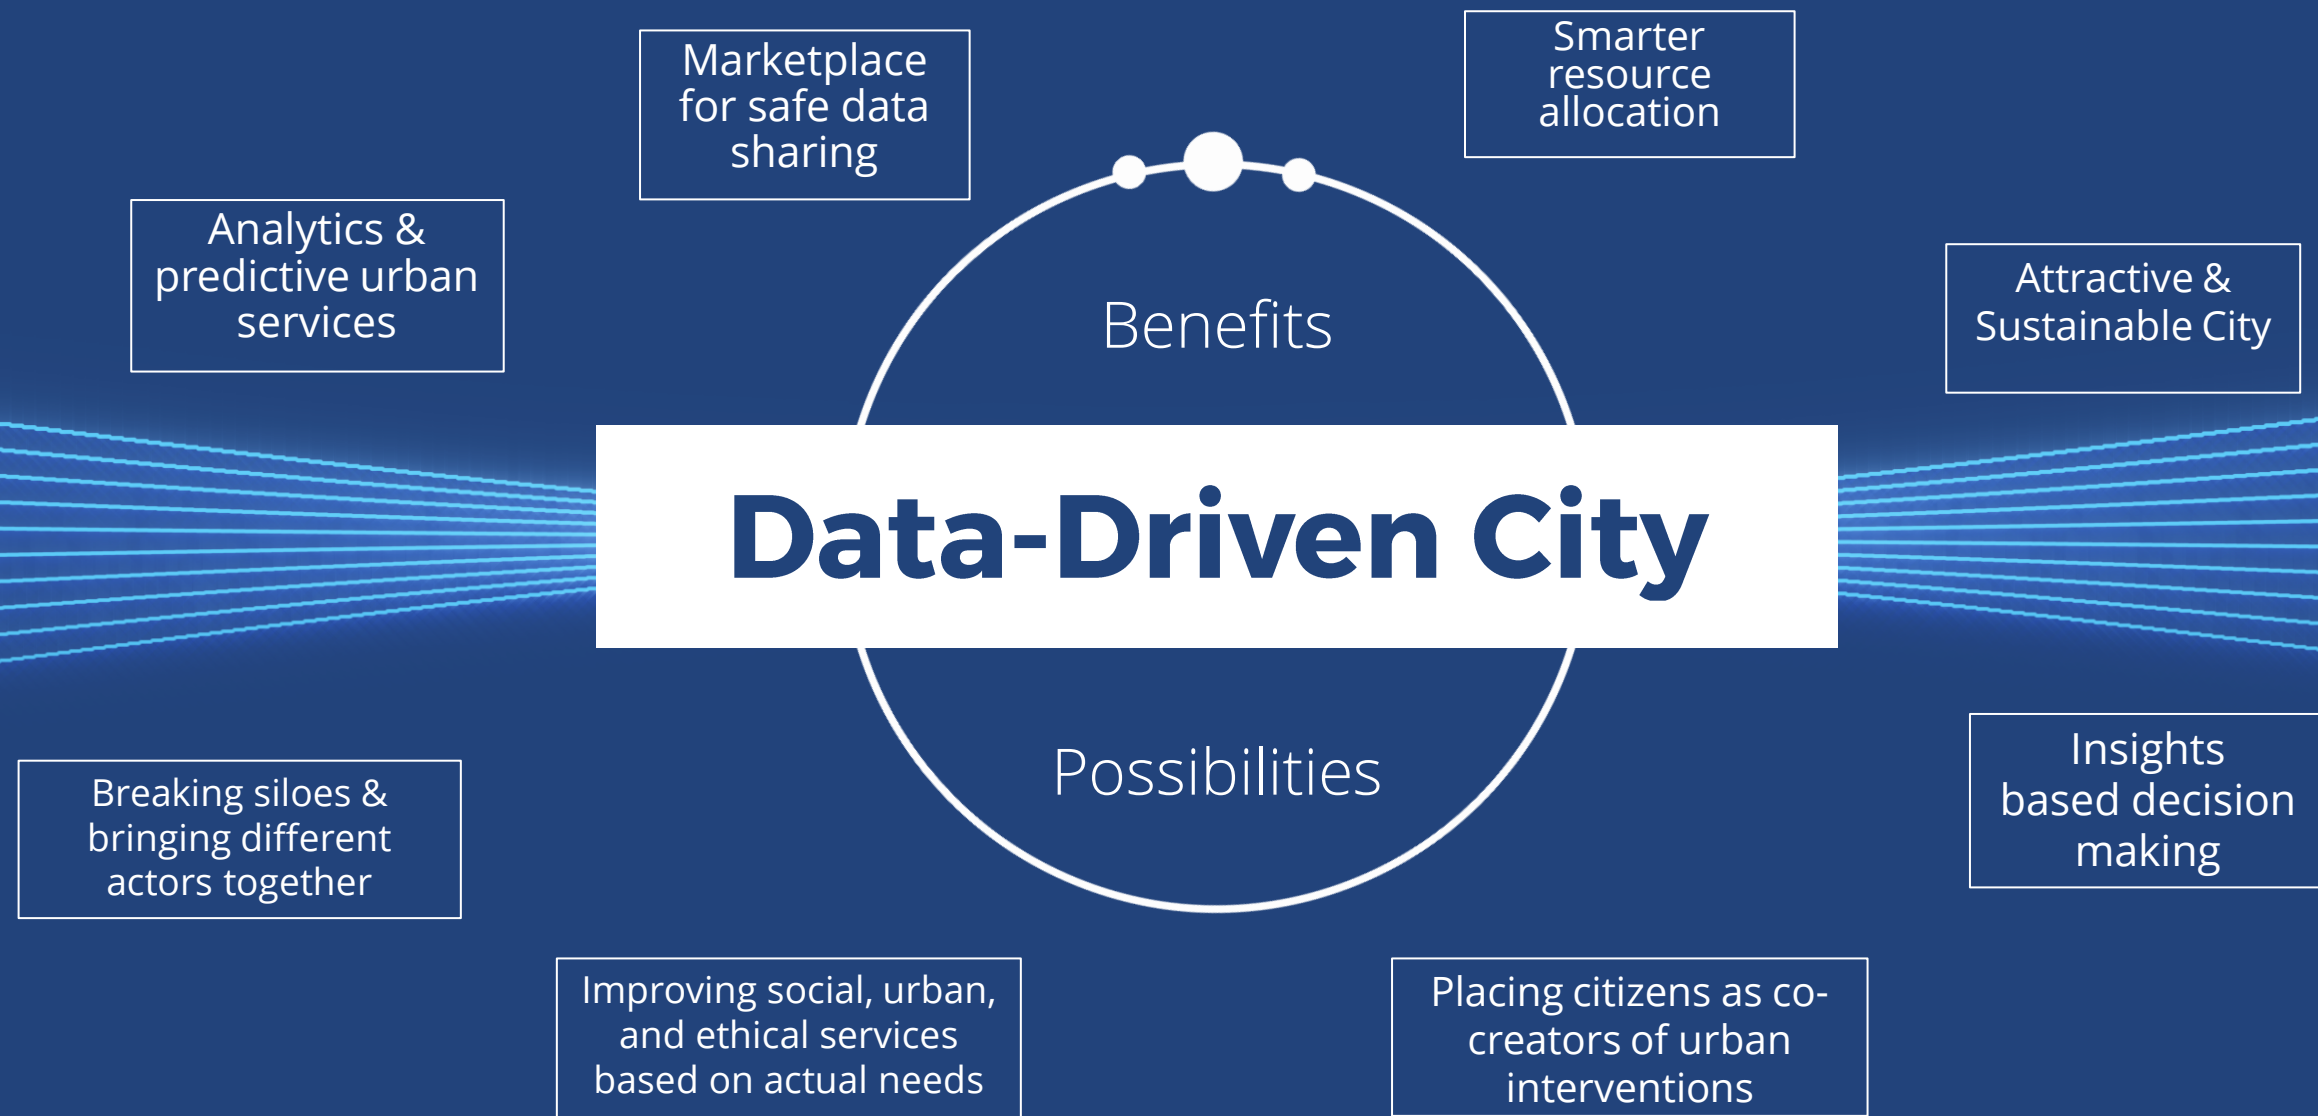 Marketplace
for safe data
sharing
Smarter
resource
allocation
Analytics &
predictive urban
services
Attractive &
Sustainable City
Benefits
Data-Driven City
Possibilities
Breaking siloes &
bringing different
actors together
Insights
based decision
making
Improving social, urban,
and ethical services
based on actual needs
Placing citizens as co-
creators of urban
interventions